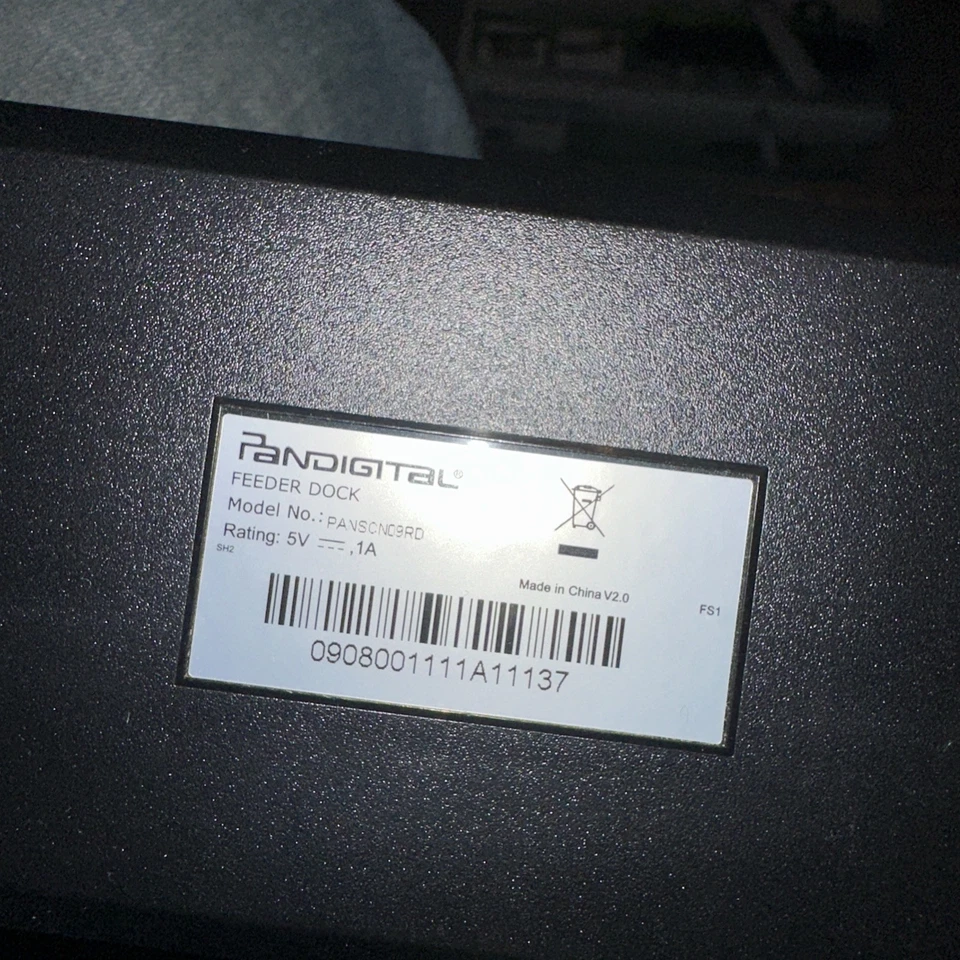 PANDIGITAL®
FEEDER DOCK
Model No.: PANSCN09RD
Rating: 5V ⎓ ,1A
SH2
Made in China V2.0
FS1
0908001111A11137